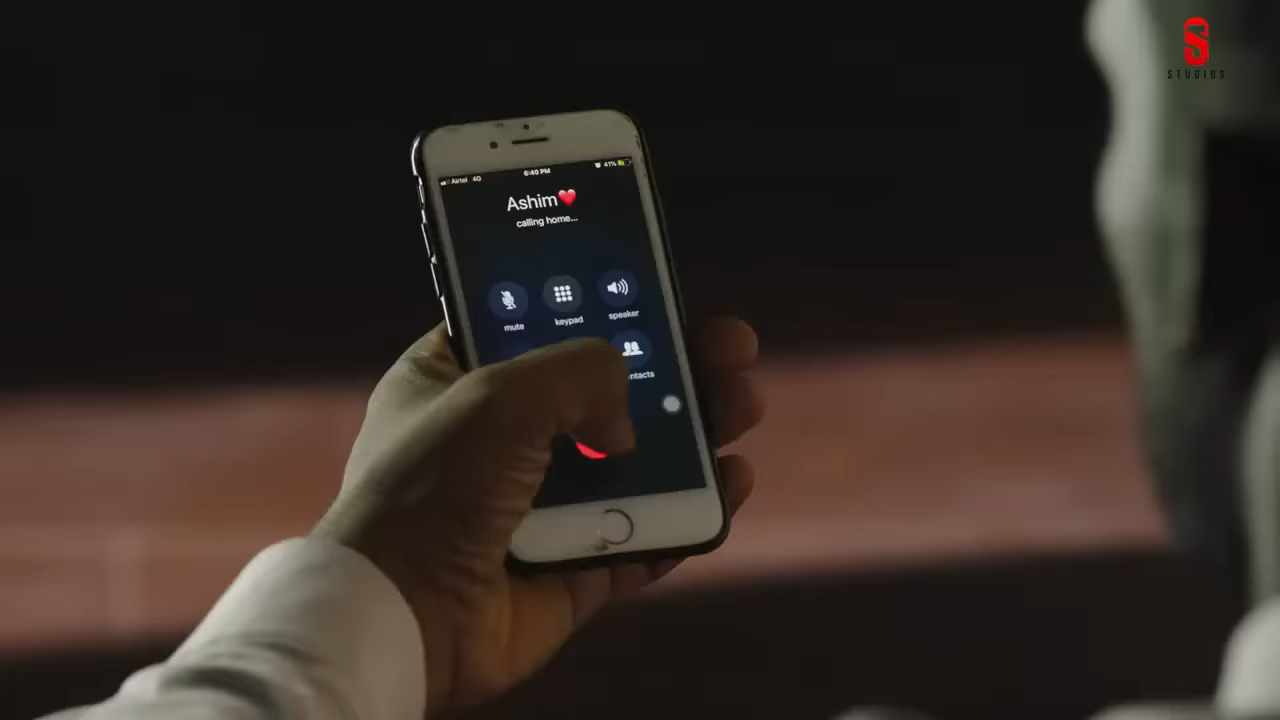 S
STUDIOS
Airtel 4G 6:40 PM 41%
Ashim❤️
calling home...
mute keypad speaker
ntacts